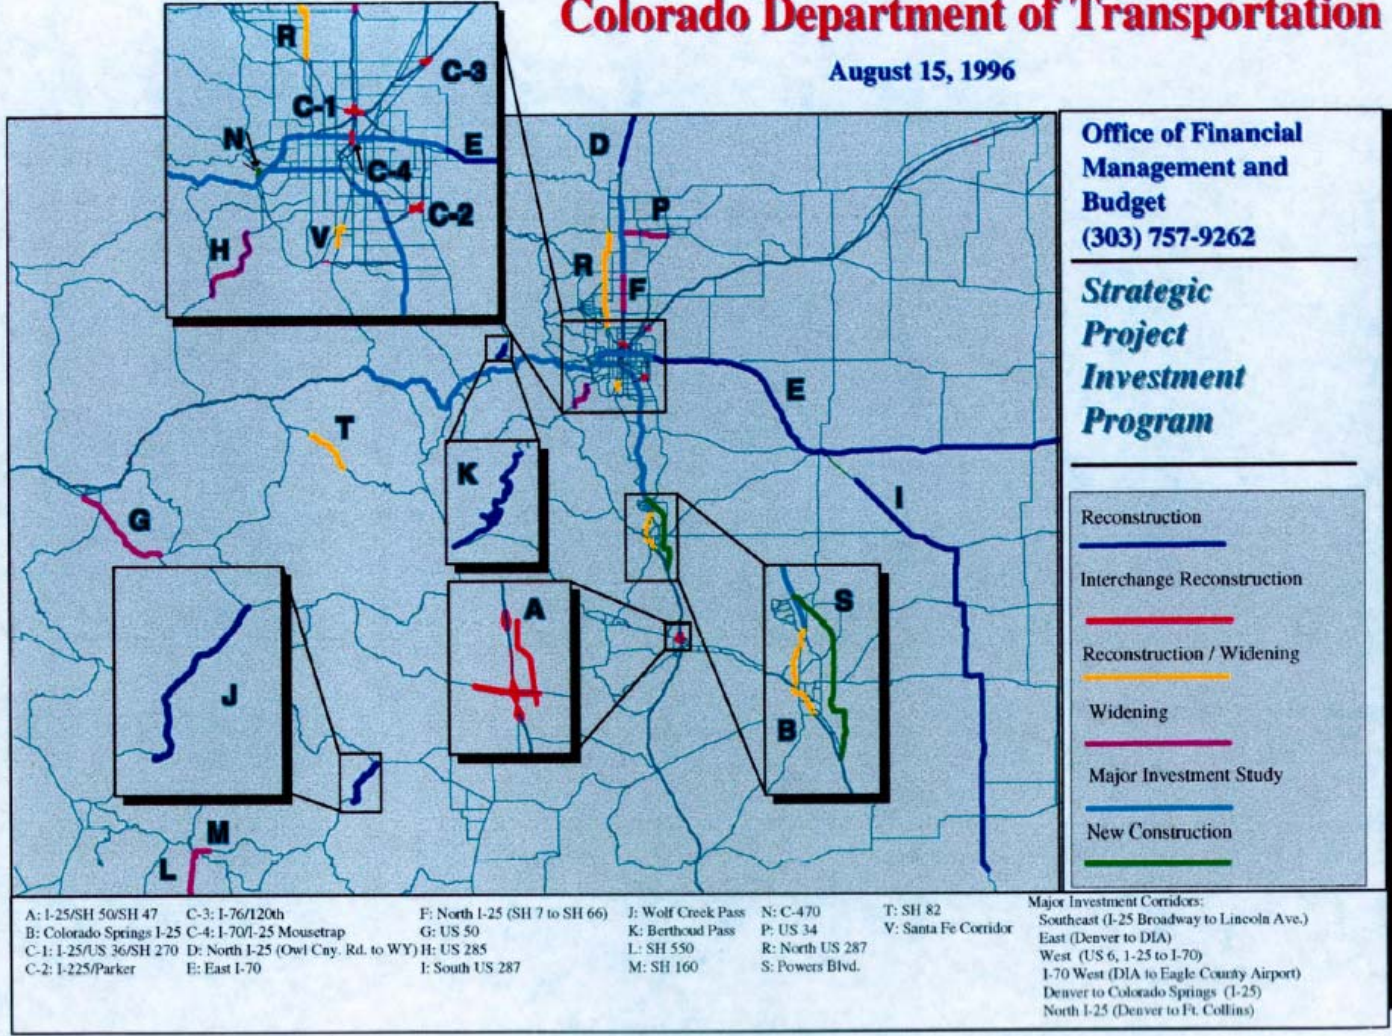 Colorado Department of Transportation
August 15, 1996
R
C-3
C-1
N
E
C-4
C-2
H
V
D
P
R
F
E
T
K
I
G
A
S
J
B
M
L
Office of Financial
Management and
Budget
(303) 757-9262
Strategic
Project
Investment
Program
Reconstruction
Interchange Reconstruction
Reconstruction / Widening
Widening
Major Investment Study
New Construction
A: I-25/SH 50/SH 47
B: Colorado Springs I-25
C-1: I-25/US 36/SH 270
C-2: I-225/Parker
C-3: I-76/120th
C-4: I-70/I-25 Mousetrap
D: North I-25 (Owl Cny. Rd. to WY)
E: East I-70
F: North I-25 (SH 7 to SH 66)
G: US 50
H: US 285
I: South US 287
J: Wolf Creek Pass
K: Berthoud Pass
L: SH 550
M: SH 160
N: C-470
P: US 34
R: North US 287
S: Powers Blvd.
T: SH 82
V: Santa Fe Corridor
Major Investment Corridors:
Southeast (I-25 Broadway to Lincoln Ave.)
East (Denver to DIA)
West (US 6, 1-25 to I-70)
I-70 West (DIA to Eagle County Airport)
Denver to Colorado Springs (I-25)
North I-25 (Denver to Ft. Collins)